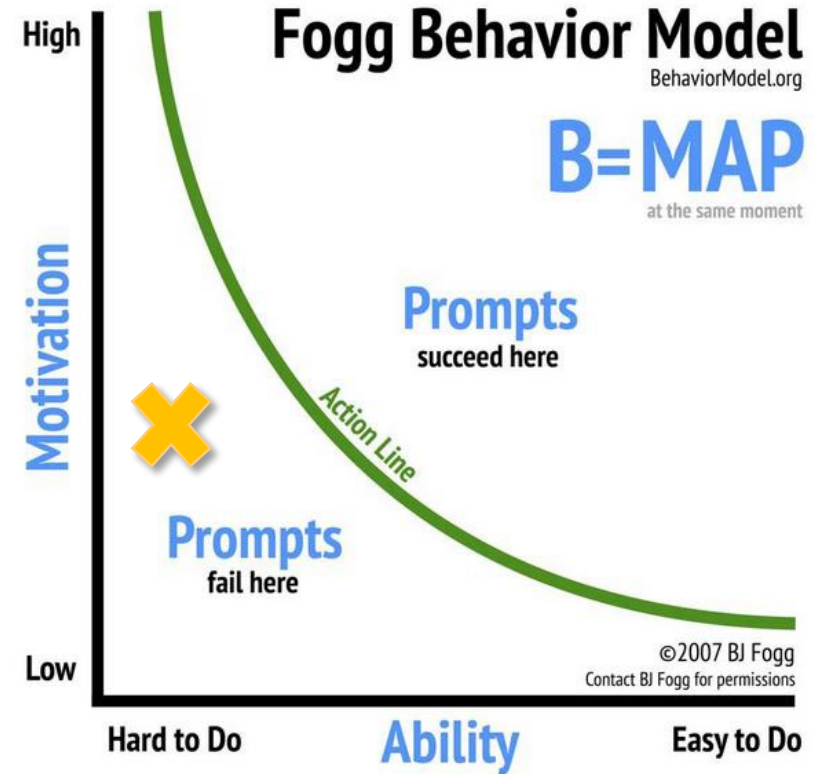 High
Fogg Behavior Model
BehaviorModel.org
B=MAP
at the same moment
Motivation
Prompts
succeed here
Action Line
Prompts
fail here
Low
©2007 BJ Fogg
Contact BJ Fogg for permissions
Hard to Do
Ability
Easy to Do